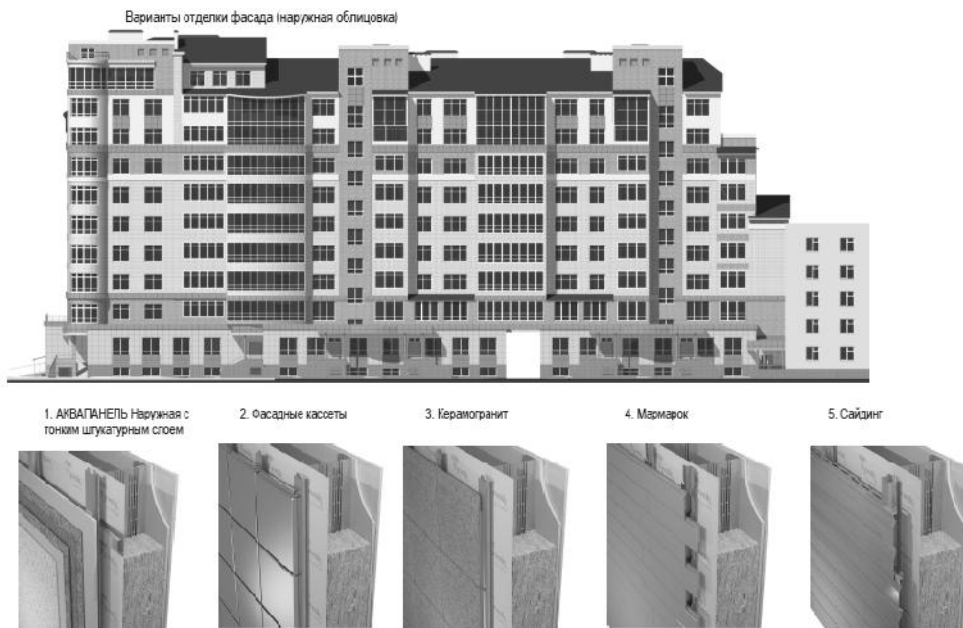 Варианты отделки фасада (наружная облицовка)
1. АКВАПАНЕЛЬ Наружная с
тонким штукатурным слоем
2. Фасадные кассеты
3. Керамогранит
4. Мармарок
5. Сайдинг